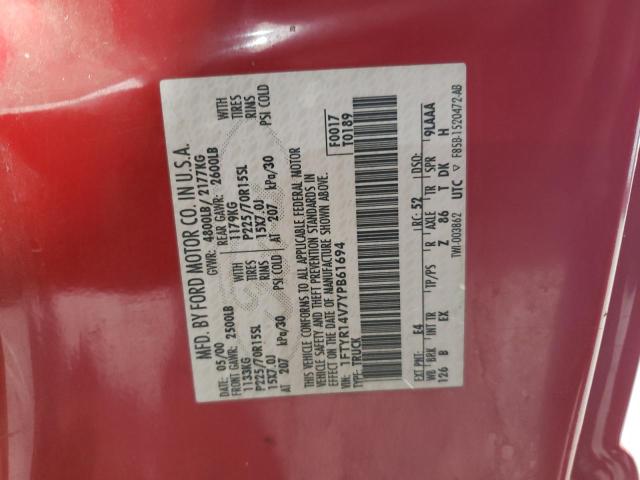 MFD. BY FORD MOTOR CO. IN U.S.A.
05/00 GVWR: 4800LB/2177KG
FRONT GAWR: 2500LB REAR GAWR: 2600LB
1133KG WITH 1179KG WITH
P225/70R15SL TIRES P225/70R15SL TIRES
15X7.0J RIMS 15X7.0J RIMS
AT 207 kPa/30 PSI COLD AT 207 kPa/30 PSI COLD
THIS VEHICLE CONFORMS TO ALL APPLICABLE FEDERAL MOTOR
VEHICLE SAFETY AND THEFT PREVENTION STANDARDS IN
EFFECT ON THE DATE OF MANUFACTURE SHOWN ABOVE.
VIN: 1FTYR14V7YPB61694 F0017
TYPE: TRUCK T0189
EXT PNT: E4 RC: 52 DSO: 9LAAA
WB BRK INT TR TP/PS R AXLE TR SPR
126 B EX Z 86 T DK H
TWI-003862 UTC ▽ F85B-1520472-AB